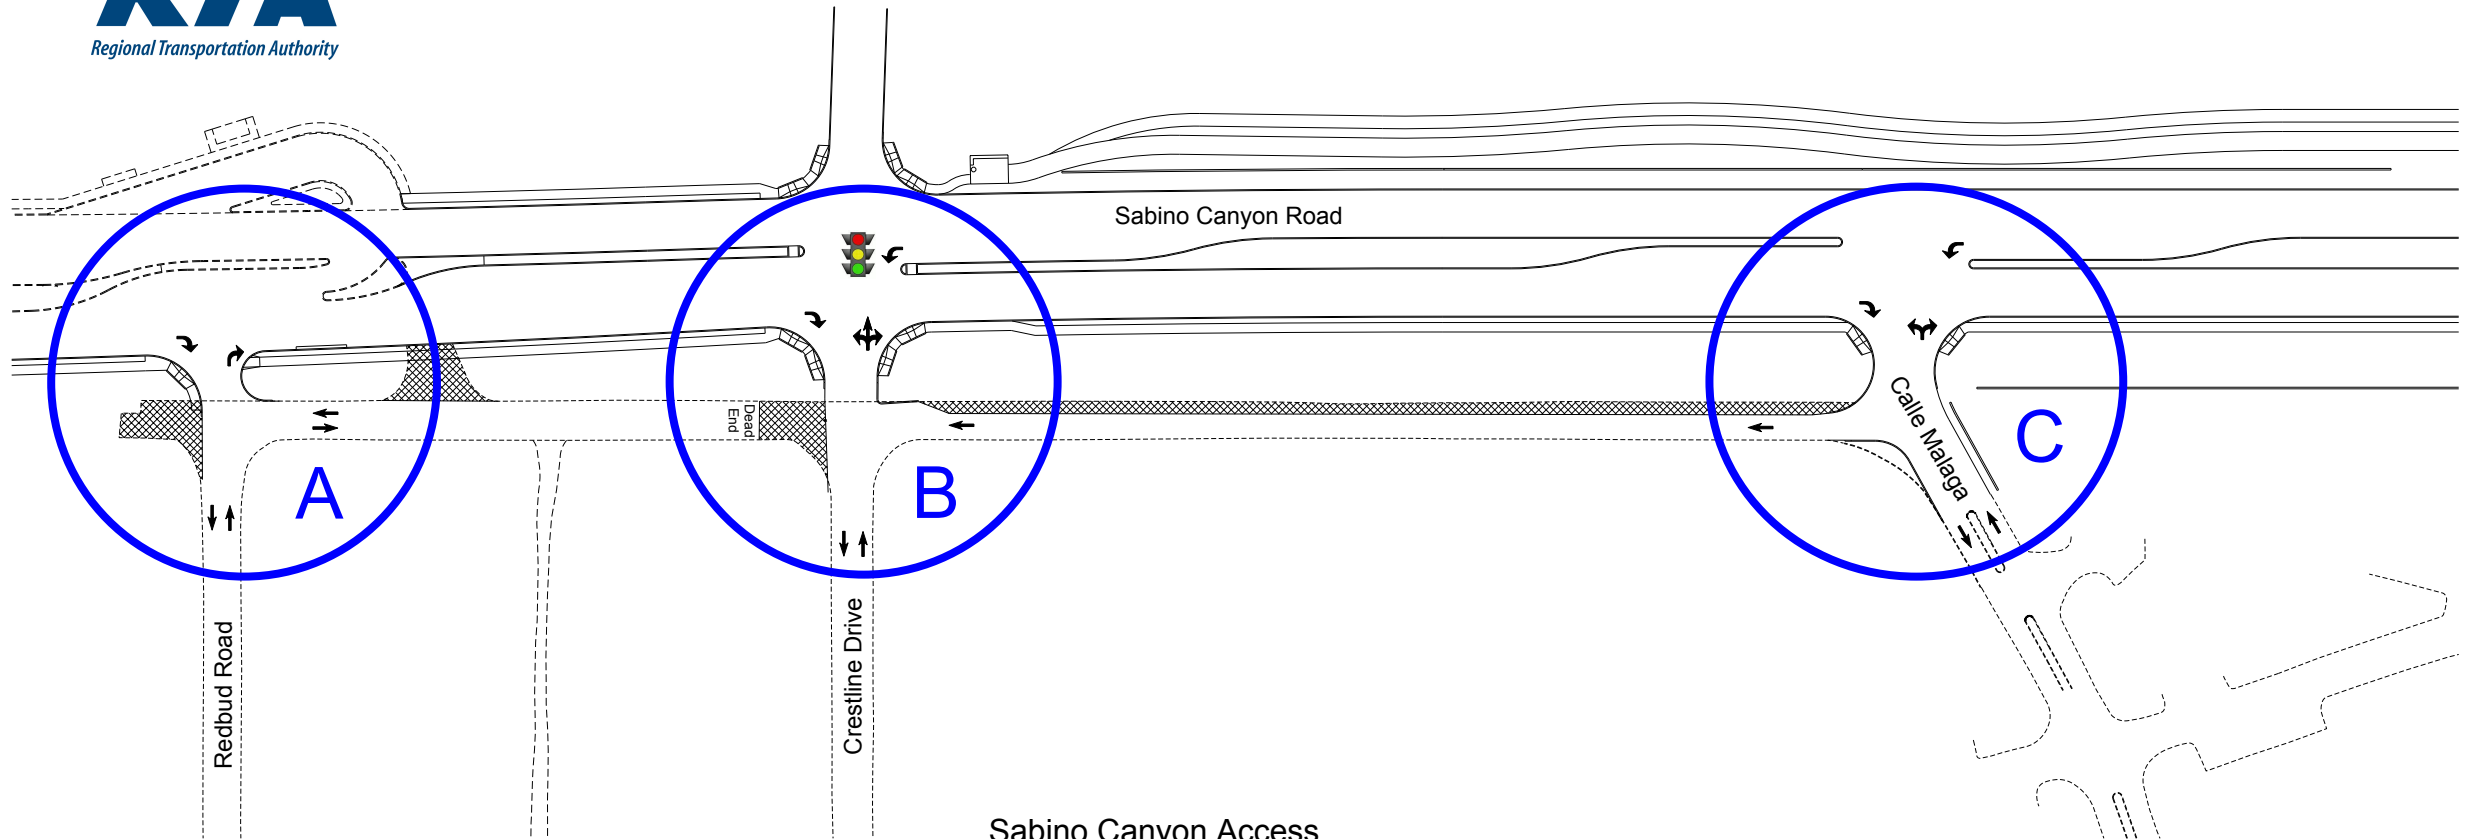 Regional Transportation Authority
Sabino Canyon Road
Dead
End
A
B
C
Calle Malaga
Redbud Road
Crestline Drive
Sabino Canyon Access